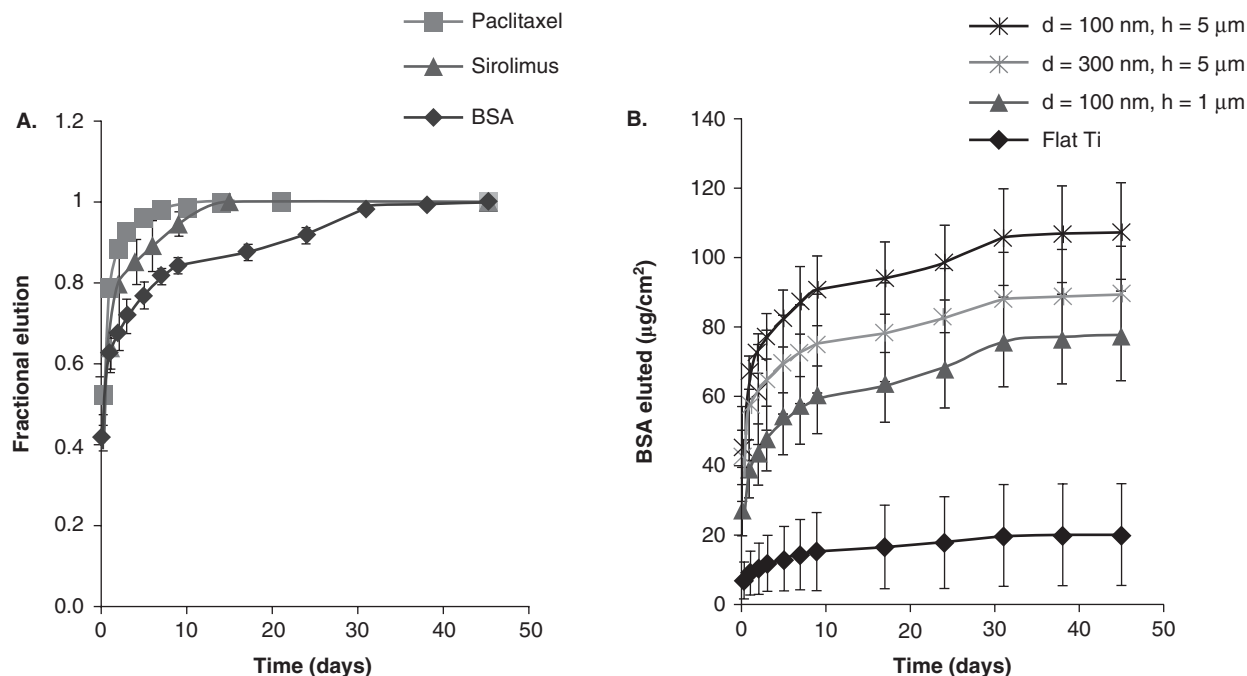 Paclitaxel
Sirolimus
BSA
A.
1.2
1
0.8
0.6
0.4
0.2
0.0
Fractional elution
0
10
20
30
40
50
Time (days)
d = 100 nm, h = 5 μm
d = 300 nm, h = 5 μm
d = 100 nm, h = 1 μm
Flat Ti
B.
140
120
100
80
60
40
20
0
BSA eluted (μg/cm²)
0
10
20
30
40
50
Time (days)